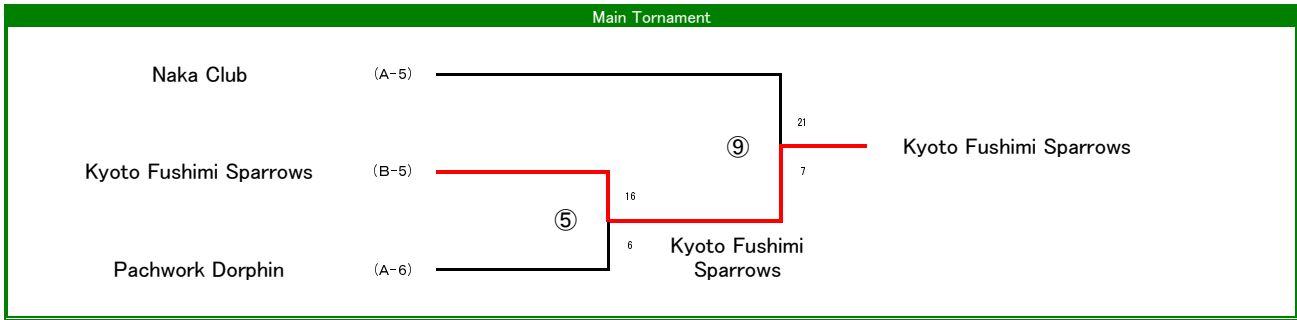 Main Tornament
Naka Club (A-5)
21
⑨ Kyoto Fushimi Sparrows
Kyoto Fushimi Sparrows (B-5) 7
16
⑤
6 Kyoto Fushimi
Sparrows
Pachwork Dorphin (A-6)